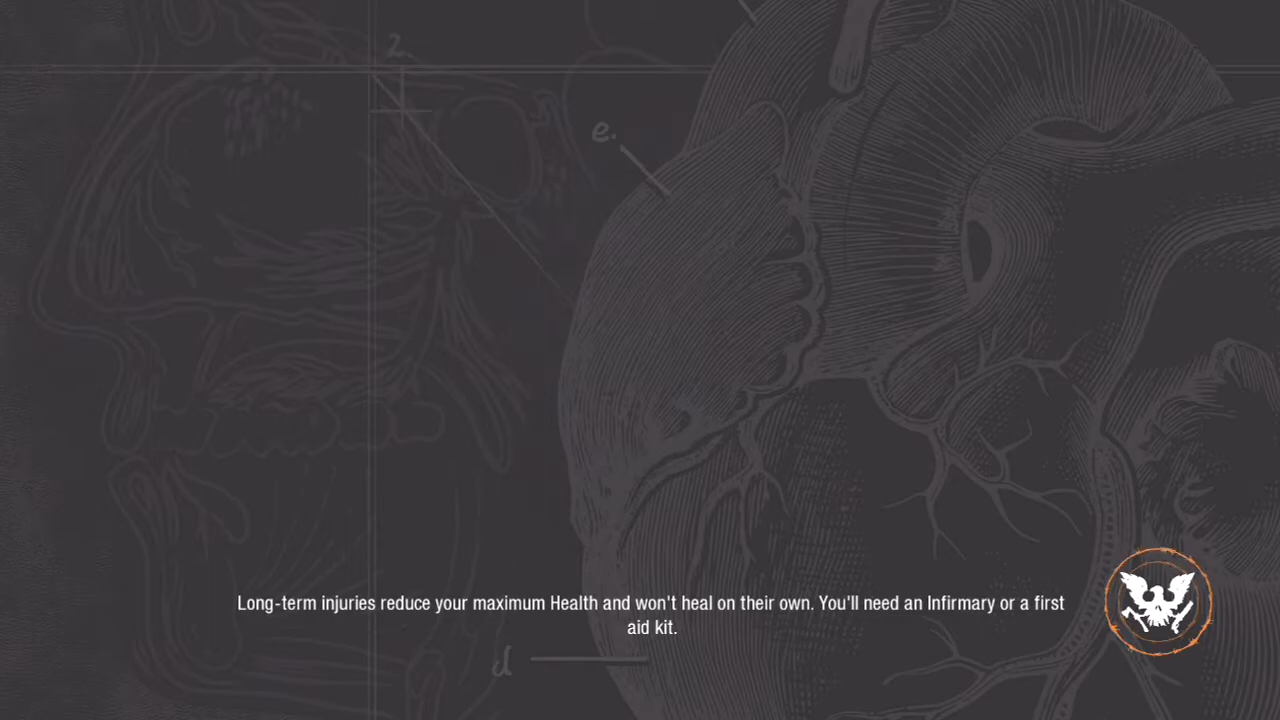 2.
e.
Long-term injuries reduce your maximum Health and won't heal on their own. You'll need an Infirmary or a first
aid kit.
d